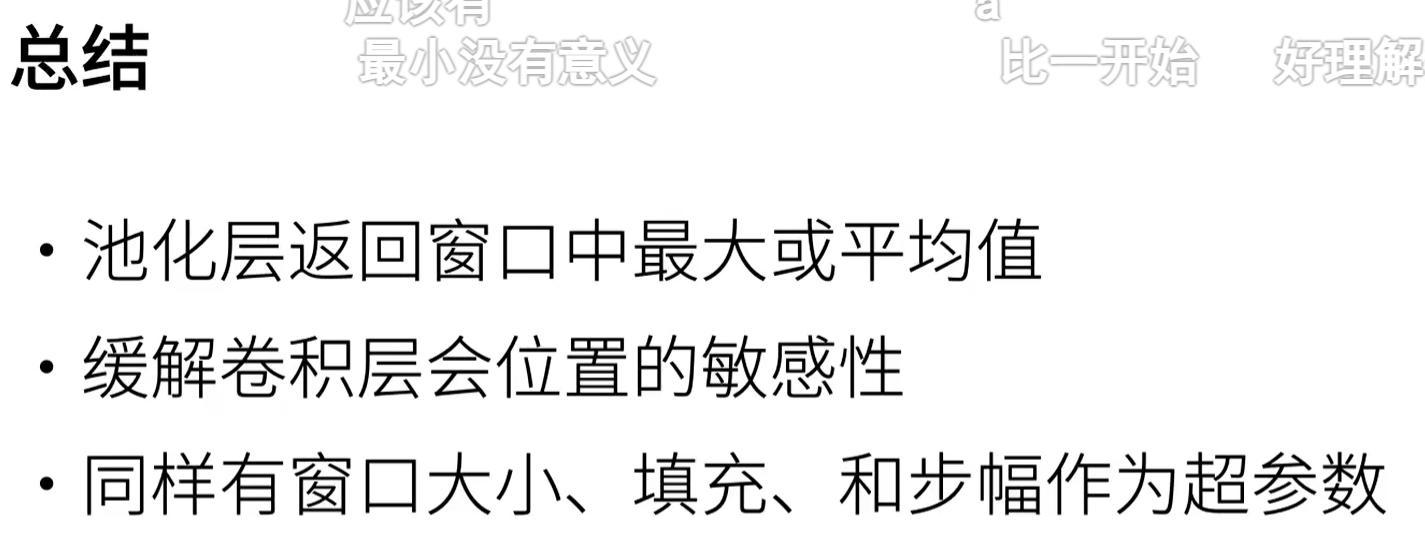 应该有 a
总结 最小没有意义 比一开始 好理解
• 池化层返回窗口中最大或平均值
• 缓解卷积层会位置的敏感性
• 同样有窗口大小、填充、和步幅作为超参数